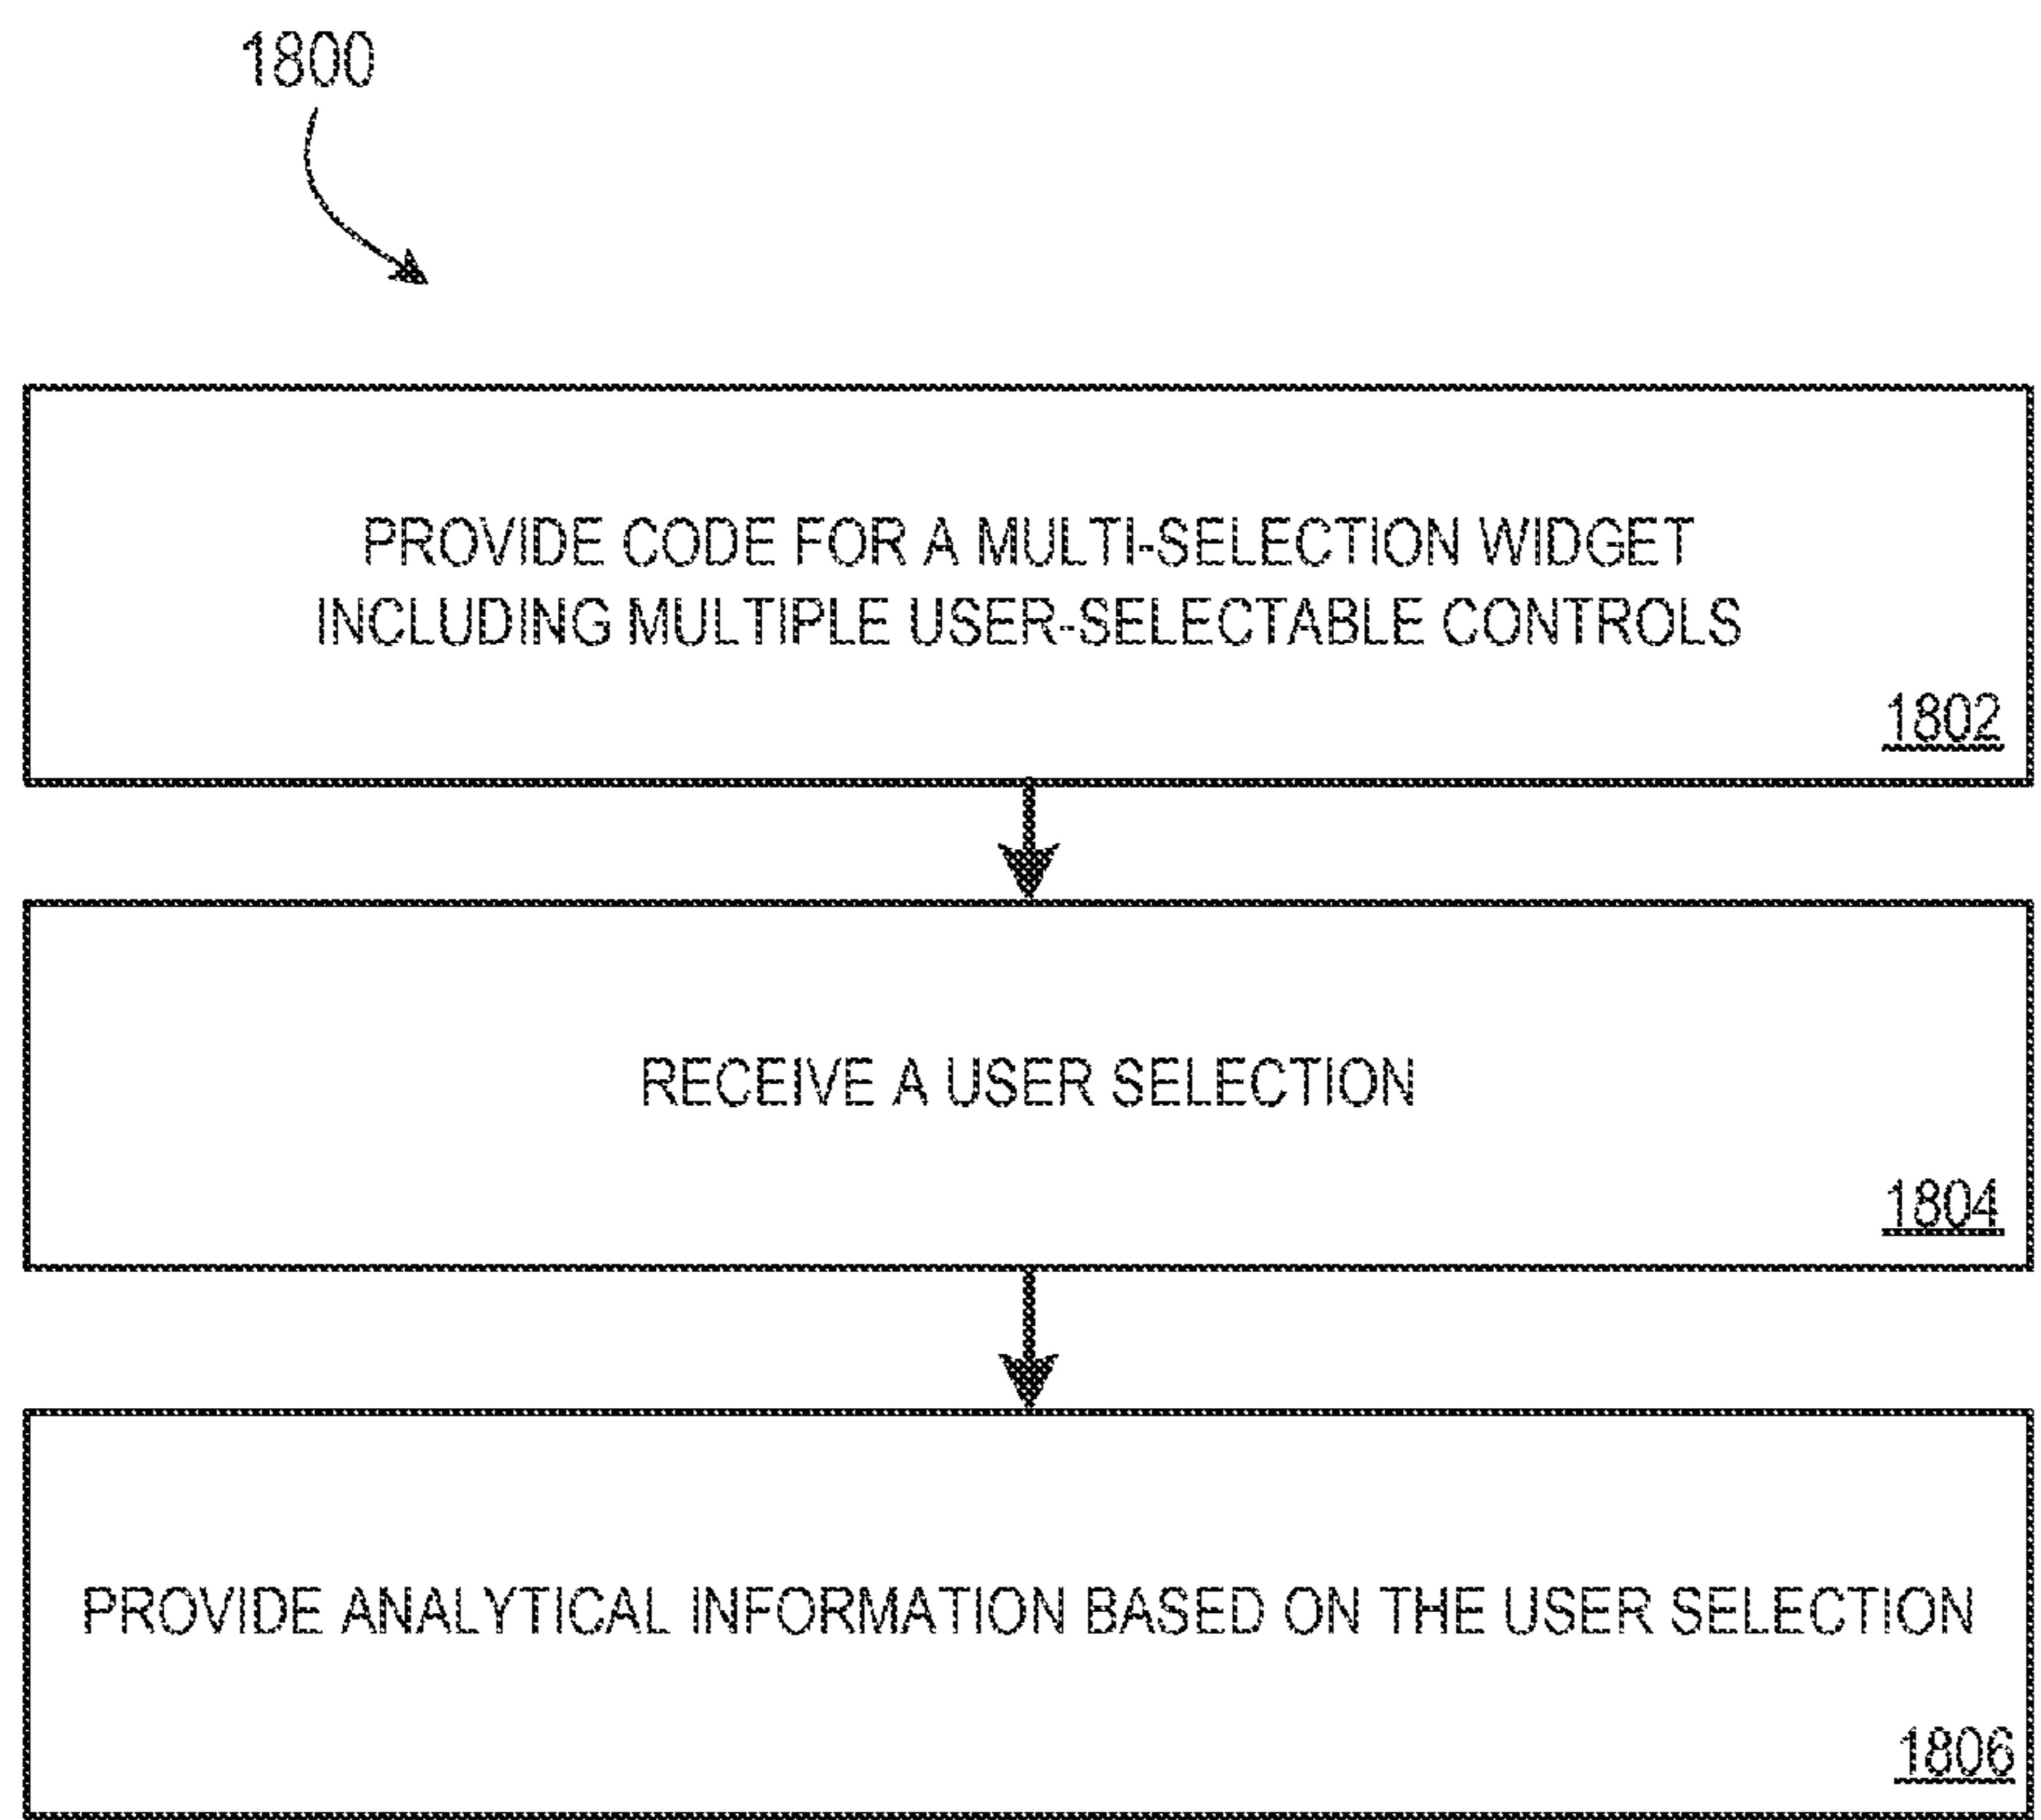 1800
PROVIDE CODE FOR A MULTI-SELECTION WIDGET
INCLUDING MULTIPLE USER-SELECTABLE CONTROLS
1802
RECEIVE A USER SELECTION
1804
PROVIDE ANALYTICAL INFORMATION BASED ON THE USER SELECTION
1806